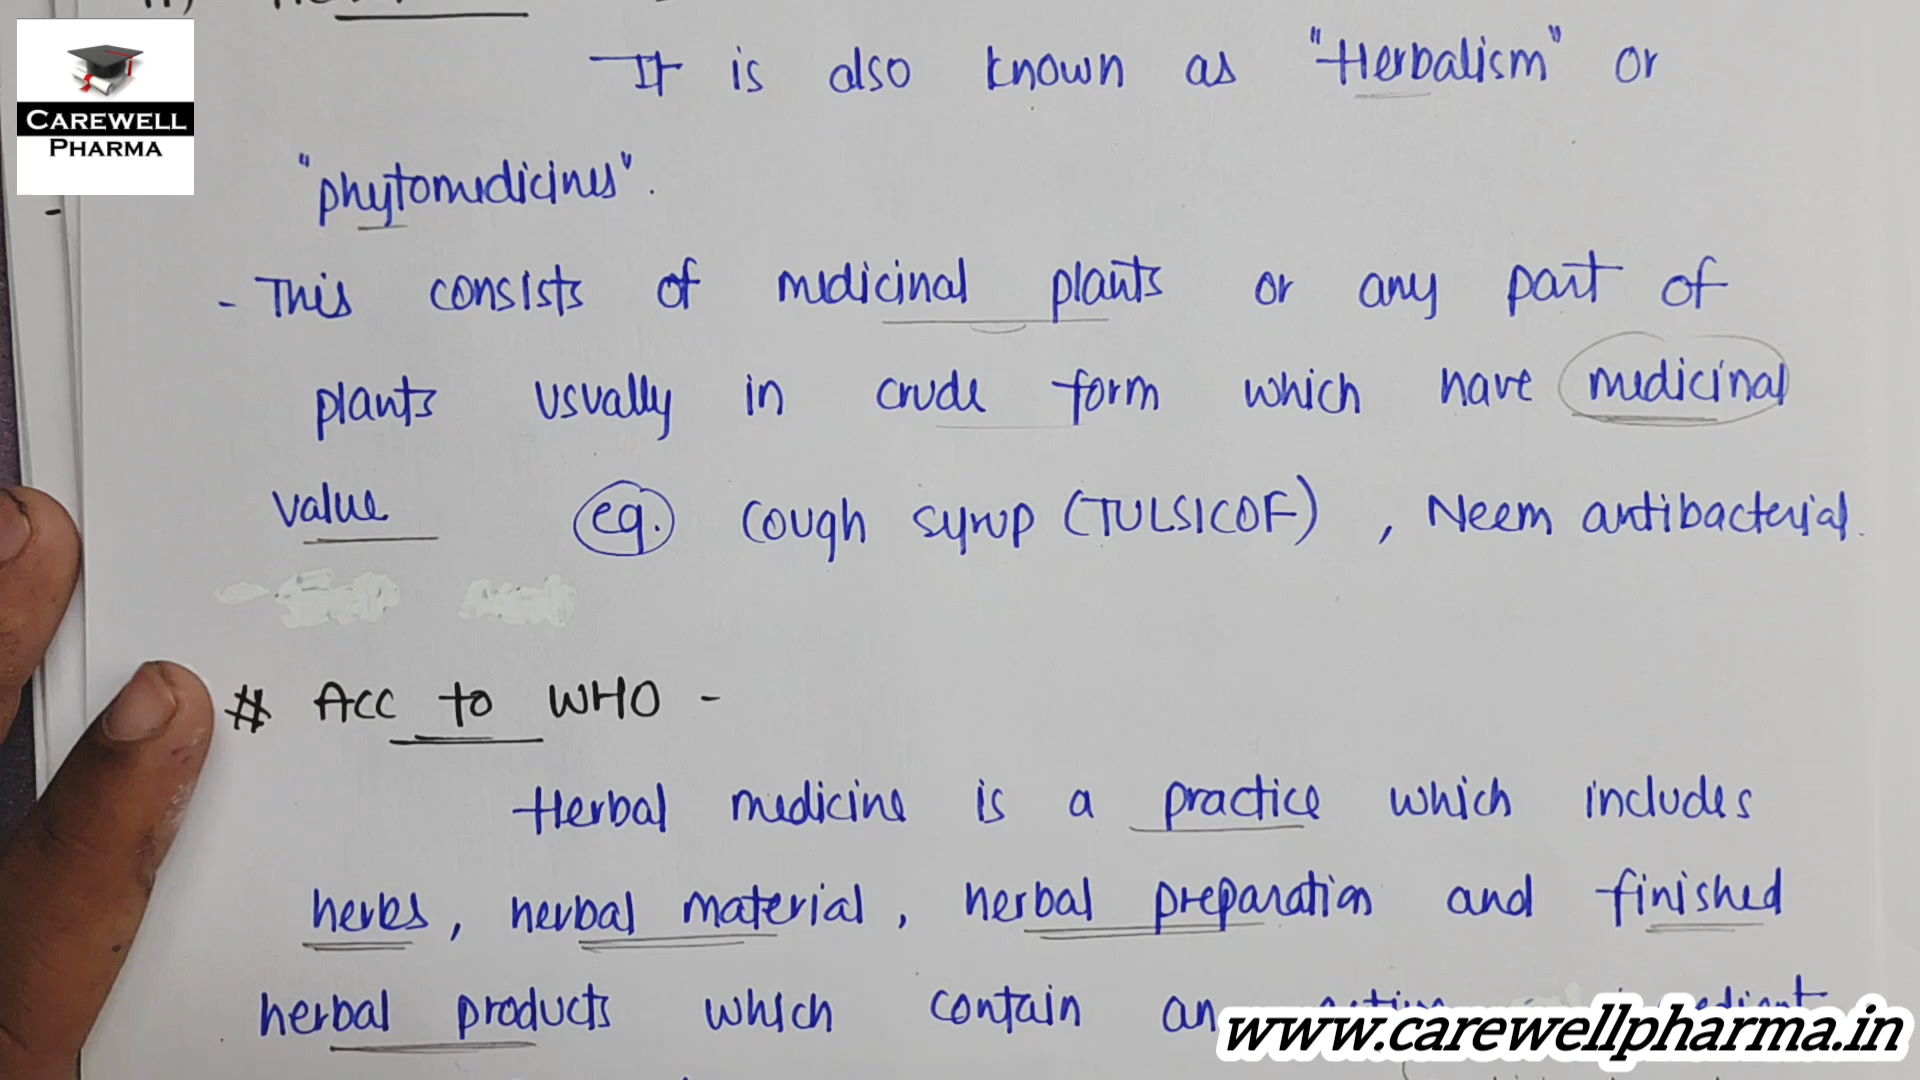 CAREWELL
PHARMA
It is also known as "Herbalism" or
"phytomedicines".
- This consists of medicinal plants or any part of
plants usually in crude form which have medicinal
value eg. Cough syrup (TULSICOF), Neem antibacterial.
# Acc to WHO -
Herbal medicine is a practice which includes
herbs, herbal material, herbal preparation and finished
herbal products which contain an
www.carewellpharma.in